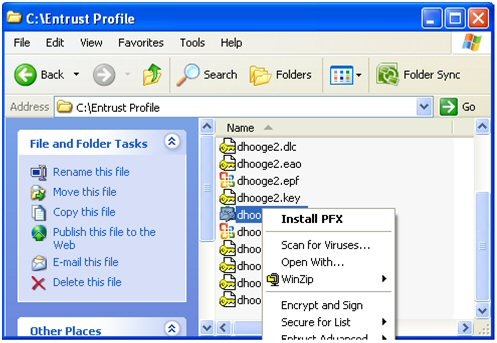 C:\Entrust Profile
File Edit View Favorites Tools Help
Back Search Folders Folder Sync
Address C:\Entrust Profile Go
File and Folder Tasks
Rename this file
Move this file
Copy this file
Publish this file to the
Web
E-mail this file
Delete this file
Other Places
Name
dhooge2.dlc
dhooge2.eao
dhooge2.epf
dhooge2.key
dhoo
dhoo
dhoo
dhoo
dhoo
dhoo
Install PFX
Scan for Viruses...
Open With...
WinZip
Encrypt and Sign
Secure for List
Entrust Advanced